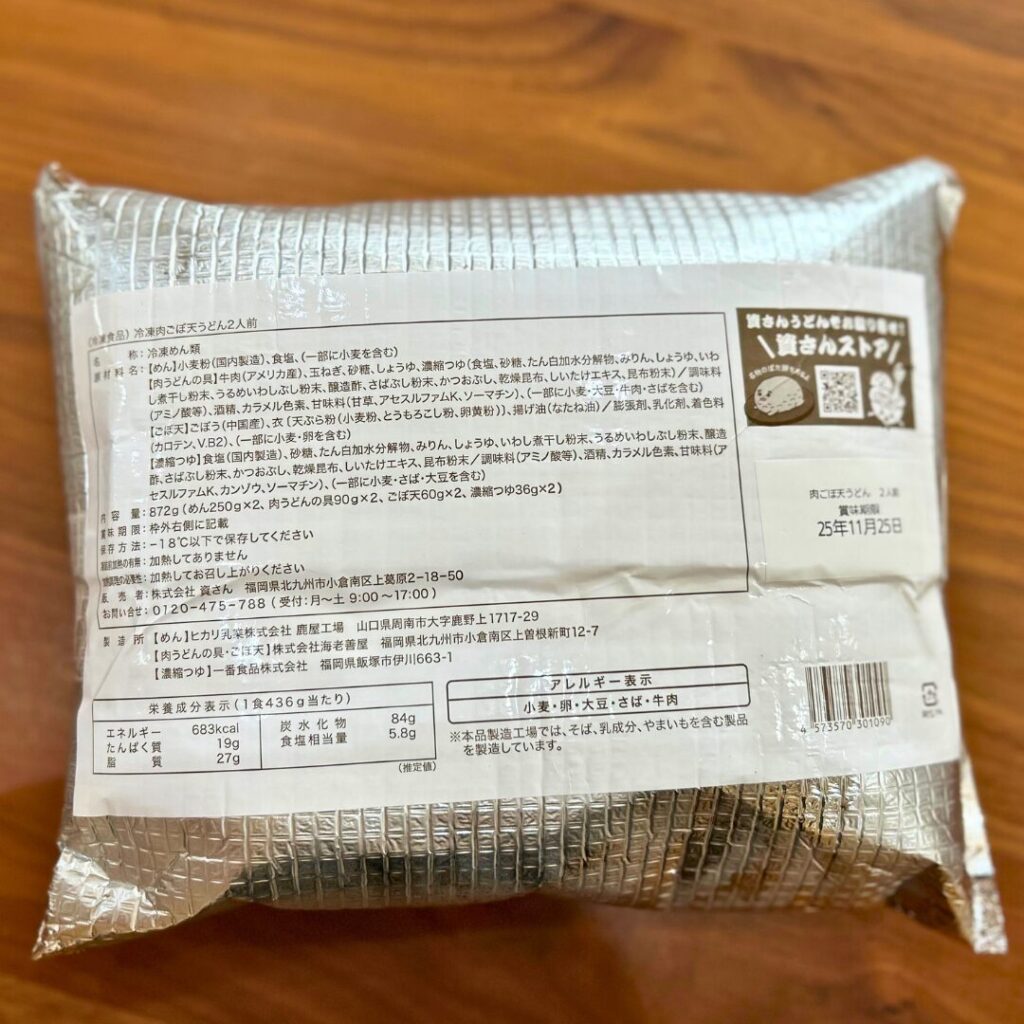 (冷凍食品) 冷凍肉ごぼ天うどん2人前
名 称：冷凍めん類
原材料名：【めん】小麦粉(国内製造)、食塩、(一部に小麦を含む)
【肉うどんの具】牛肉(アメリカ産)、玉ねぎ、砂糖、しょうゆ、濃縮つゆ(食塩、砂糖、たん白加水分解物、みりん、しょうゆ、いわ
し煮干し粉末、うるめいわしぶし粉末、醸造酢、さばぶし粉末、かつおぶし、乾燥昆布、しいたけエキス、昆布粉末)／調味料
(アミノ酸等)、酒精、カラメル色素、甘味料(甘草、アセスルファムK、ソーマチン)、(一部に小麦・大豆・牛肉・さばを含む)
【ごぼ天】ごぼう(中国産)、衣〔天ぷら粉(小麦粉、とうもろこし粉、卵黄粉)〕、揚げ油(なたね油)／膨張剤、乳化剤、着色料
(カロテン、V.B2)、(一部に小麦・卵を含む)
【濃縮つゆ】食塩(国内製造)、砂糖、たん白加水分解物、みりん、しょうゆ、いわし煮干し粉末、うるめいわしぶし粉末、醸造
酢、さばぶし粉末、かつおぶし、乾燥昆布、しいたけエキス、昆布粉末／調味料(アミノ酸等)、酒精、カラメル色素、甘味料(ア
セスルファムK、カンゾウ、ソーマチン)、(一部に小麦・さば・大豆を含む)
内 容 量：872g(めん250g×2、肉うどんの具90g×2、ごぼ天60g×2、濃縮つゆ36g×2)
賞味期限：枠外右側に記載
保存方法：−18℃以下で保存してください
凍結前加熱の有無：加熱してありません
加熱調理の必要性：加熱してお召し上がりください
販 売 者：株式会社 資さん 福岡県北九州市小倉南区上葛原2-18-50
お問い合せ：0120-475-788 (受付:月〜土 9:00〜17:00)
製造所 【めん】ヒカリ乳業株式会社 鹿屋工場 山口県周南市大字鹿野上1717-29
【肉うどんの具・ごぼ天】株式会社海老善屋 福岡県北九州市小倉南区上曽根新町12-7
【濃縮つゆ】一番食品株式会社 福岡県飯塚市伊川663-1
栄養成分表示(1食436g当たり)
エネルギー 683kcal
たんぱく質 19g
脂 質 27g
炭水化物 84g
食塩相当量 5.8g
(推定値)
アレルギー表示
小麦・卵・大豆・さば・牛肉
※本品製造工場では、そば、乳成分、やまいもを含む製品
を製造しています。
資さんうどんをお取り寄せ!
\資さんストア/
肉ごぼ天うどん 2人前
賞味期限
25年11月25日
4 573570 301090